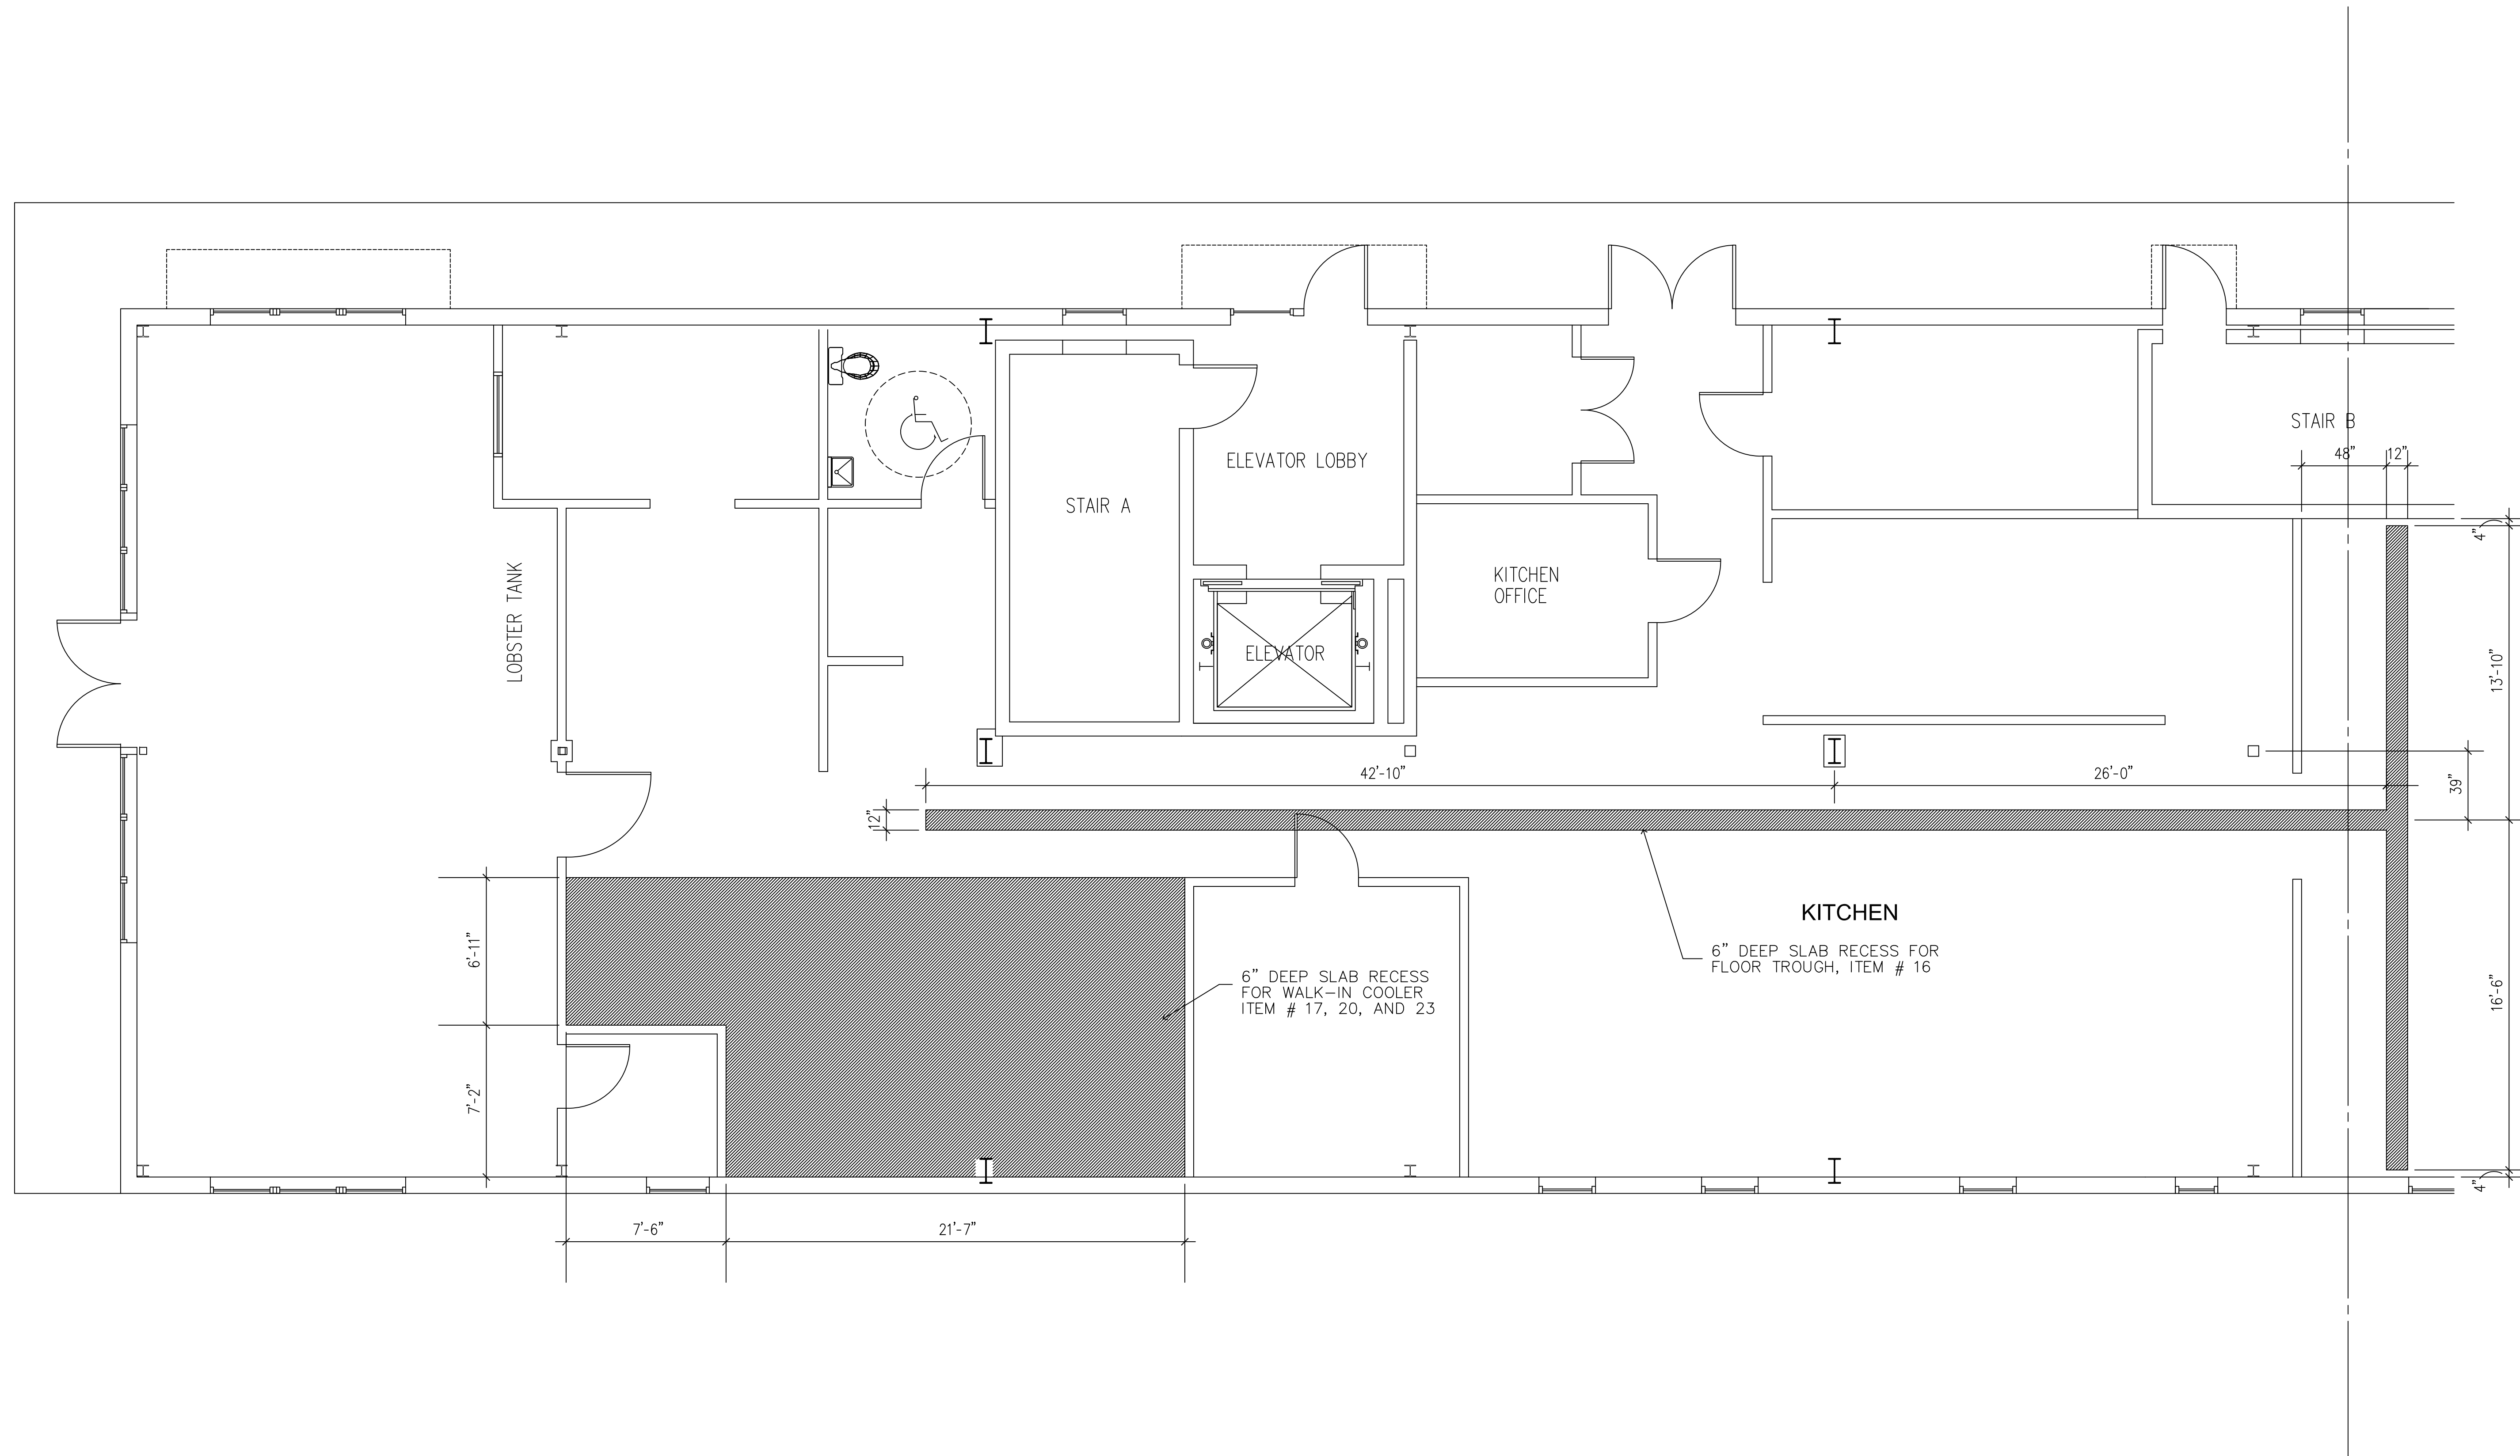 STAIR B
48" 12"
ELEVATOR LOBBY
STAIR A
4"
LOBSTER TANK
KITCHEN
OFFICE
ELEVATOR
13'-10"
42'-10"
26'-0"
39"
12"
KITCHEN
6" DEEP SLAB RECESS FOR
FLOOR TROUGH, ITEM # 16
6'-11"
6" DEEP SLAB RECESS
FOR WALK-IN COOLER
ITEM # 17, 20, AND 23
16'-6"
7'-2"
4"
7'-6"
21'-7"